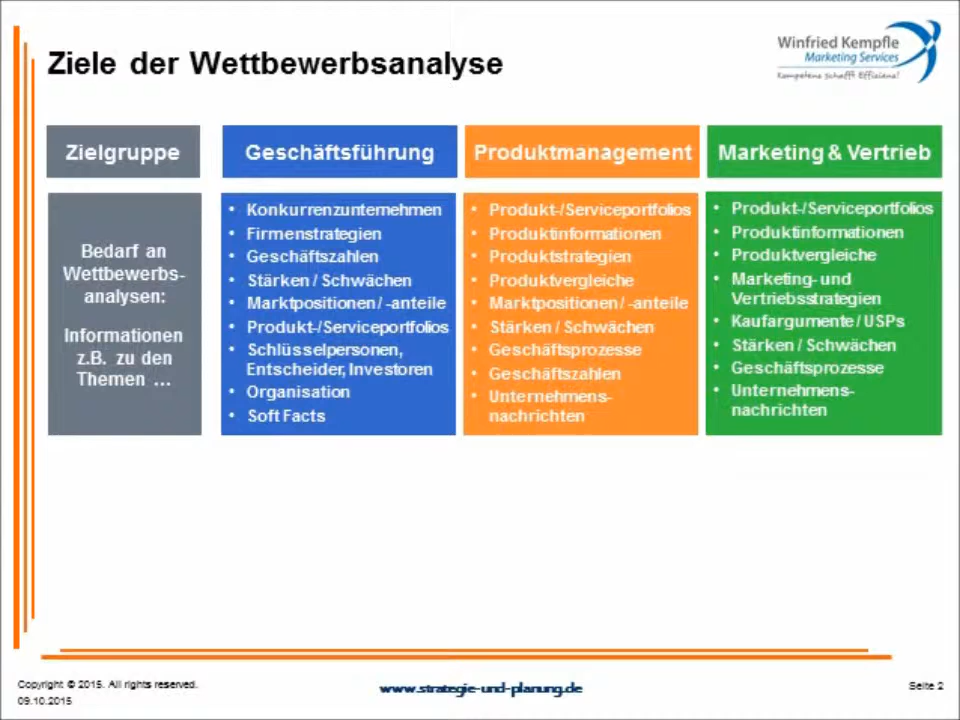 Ziele der Wettbewerbsanalyse
Winfried Kempfle
Marketing Services
Kompetenz schafft Effizienz!
Zielgruppe
Geschäftsführung
Produktmanagement
Marketing & Vertrieb
Bedarf an
Wettbewerbs-
analysen:
Informationen
z.B. zu den
Themen ...
• Konkurrenzunternehmen
• Firmenstrategien
• Geschäftszahlen
• Stärken / Schwächen
• Marktpositionen / -anteile
• Produkt-/Serviceportfolios
• Schlüsselpersonen,
Entscheider, Investoren
• Organisation
• Soft Facts
• Produkt-/Serviceportfolios
• Produktinformationen
• Produktstrategien
• Produktvergleiche
• Marktpositionen / -anteile
• Stärken / Schwächen
• Geschäftsprozesse
• Geschäftszahlen
• Unternehmens-
nachrichten
• Produkt-/Serviceportfolios
• Produktinformationen
• Produktvergleiche
• Marketing- und
Vertriebsstrategien
• Kaufargumente / USPs
• Stärken / Schwächen
• Geschäftsprozesse
• Unternehmens-
nachrichten
Copyright © 2015. All rights reserved.
09.10.2015
www.strategie-und-planung.de
Seite 2